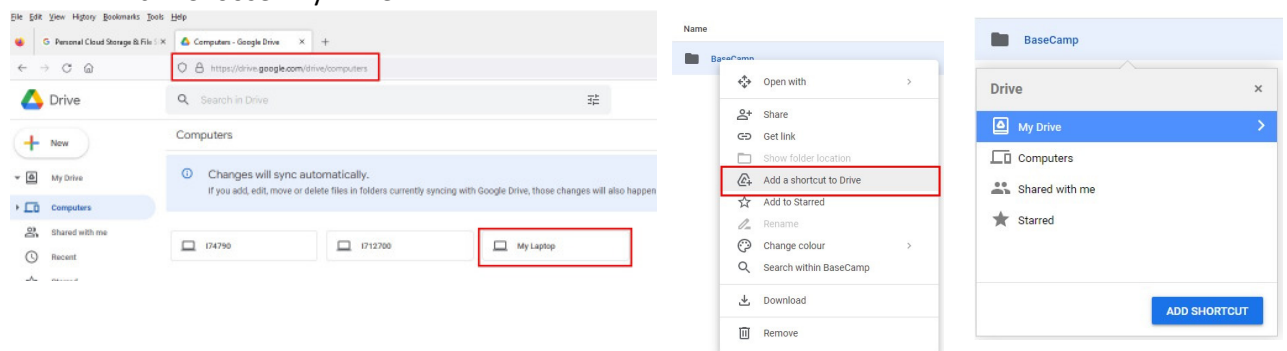 File Edit View History Bookmarks Tools Help
Personal Cloud Storage & File S
Computers - Google Drive
https://drive.google.com/drive/computers
Drive
Search in Drive
New
Computers
Changes will sync automatically.
If you add, edit, move or delete files in folders currently syncing with Google Drive, those changes will also happen
My Drive
Computers
Shared with me
Recent
I74790
I712700
My Laptop
Name
BaseCamp
Open with
Share
Get link
Show folder location
Add a shortcut to Drive
Add to Starred
Rename
Change colour
Search within BaseCamp
Download
Remove
BaseCamp
Drive
My Drive
Computers
Shared with me
Starred
ADD SHORTCUT